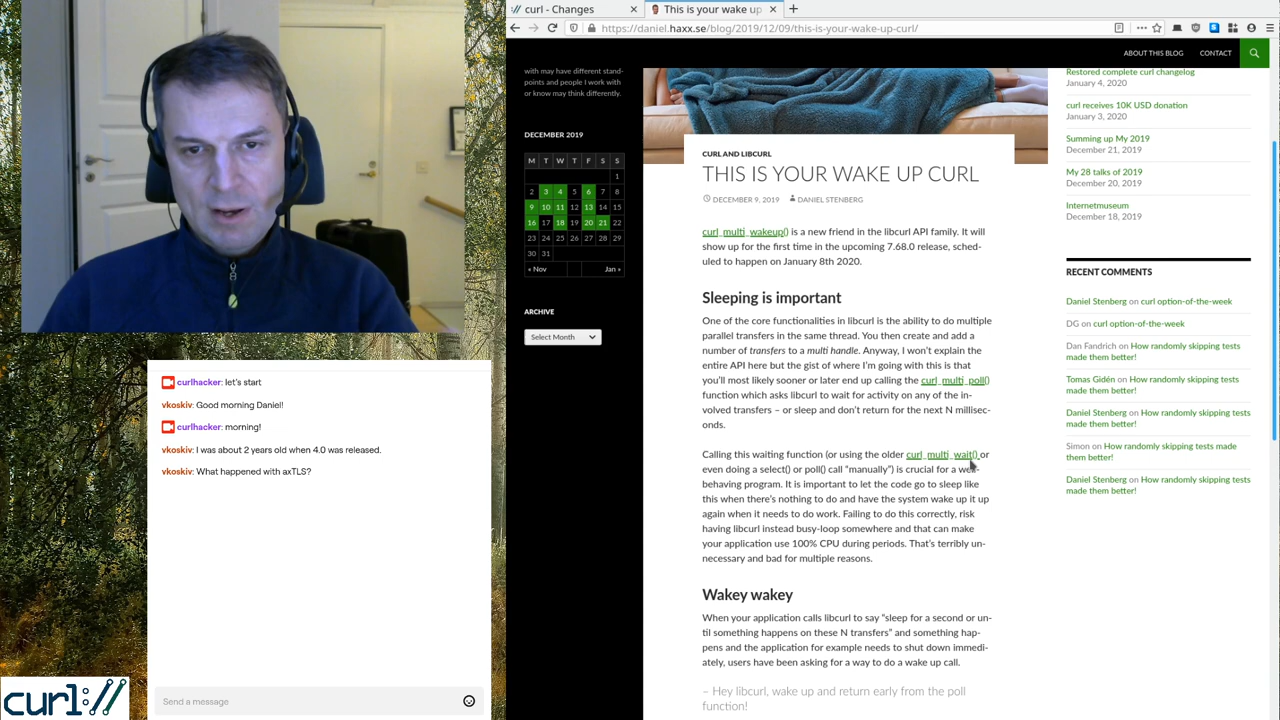 curl - Changes
This is your wake up
https://daniel.haxx.se/blog/2019/12/09/this-is-your-wake-up-curl/
ABOUT THIS BLOG
CONTACT
with may have different stand-
points and people I work with
or know may think differently.
DECEMBER 2019
M T W T F S S
1
2 3 4 5 6 7 8
9 10 11 12 13 14 15
16 17 18 19 20 21 22
23 24 25 26 27 28 29
30 31
« Nov Jan »
ARCHIVE
Select Month
CURL AND LIBCURL
THIS IS YOUR WAKE UP CURL
DECEMBER 9, 2019 DANIEL STENBERG
curl_multi_wakeup() is a new friend in the libcurl API family. It will
show up for the first time in the upcoming 7.68.0 release, sched-
uled to happen on January 8th 2020.
Sleeping is important
One of the core functionalities in libcurl is the ability to do multiple
parallel transfers in the same thread. You then create and add a
number of transfers to a multi handle. Anyway, I won't explain the
entire API here but the gist of where I'm going with this is that
you'll most likely sooner or later end up calling the curl_multi_poll()
function which asks libcurl to wait for activity on any of the in-
volved transfers – or sleep and don't return for the next N millisec-
onds.
Calling this waiting function (or using the older curl_multi_wait() or
even doing a select() or poll() call "manually") is crucial for a well-
behaving program. It is important to let the code go to sleep like
this when there's nothing to do and have the system wake up it up
again when it needs to do work. Failing to do this correctly, risk
having libcurl instead busy-loop somewhere and that can make
your application use 100% CPU during periods. That's terribly un-
necessary and bad for multiple reasons.
Wakey wakey
When your application calls libcurl to say "sleep for a second or un-
til something happens on these N transfers" and something hap-
pens and the application for example needs to shut down immedi-
ately, users have been asking for a way to do a wake up call.
– Hey libcurl, wake up and return early from the poll
function!
Restored complete curl changelog
January 4, 2020
curl receives 10K USD donation
January 3, 2020
Summing up My 2019
December 21, 2019
My 28 talks of 2019
December 20, 2019
Internetmuseum
December 18, 2019
RECENT COMMENTS
Daniel Stenberg on curl option-of-the-week
DG on curl option-of-the-week
Dan Fandrich on How randomly skipping tests
made them better!
Tomas Gidén on How randomly skipping tests
made them better!
Daniel Stenberg on How randomly skipping tests
made them better!
Simon on How randomly skipping tests
made them better!
Daniel Stenberg on How randomly skipping tests
made them better!
curlhacker: let's start
vkoskiv: Good morning Daniel!
curlhacker: morning!
vkoskiv: I was about 2 years old when 4.0 was released.
vkoskiv: What happened with axTLS?
Send a message
curl://